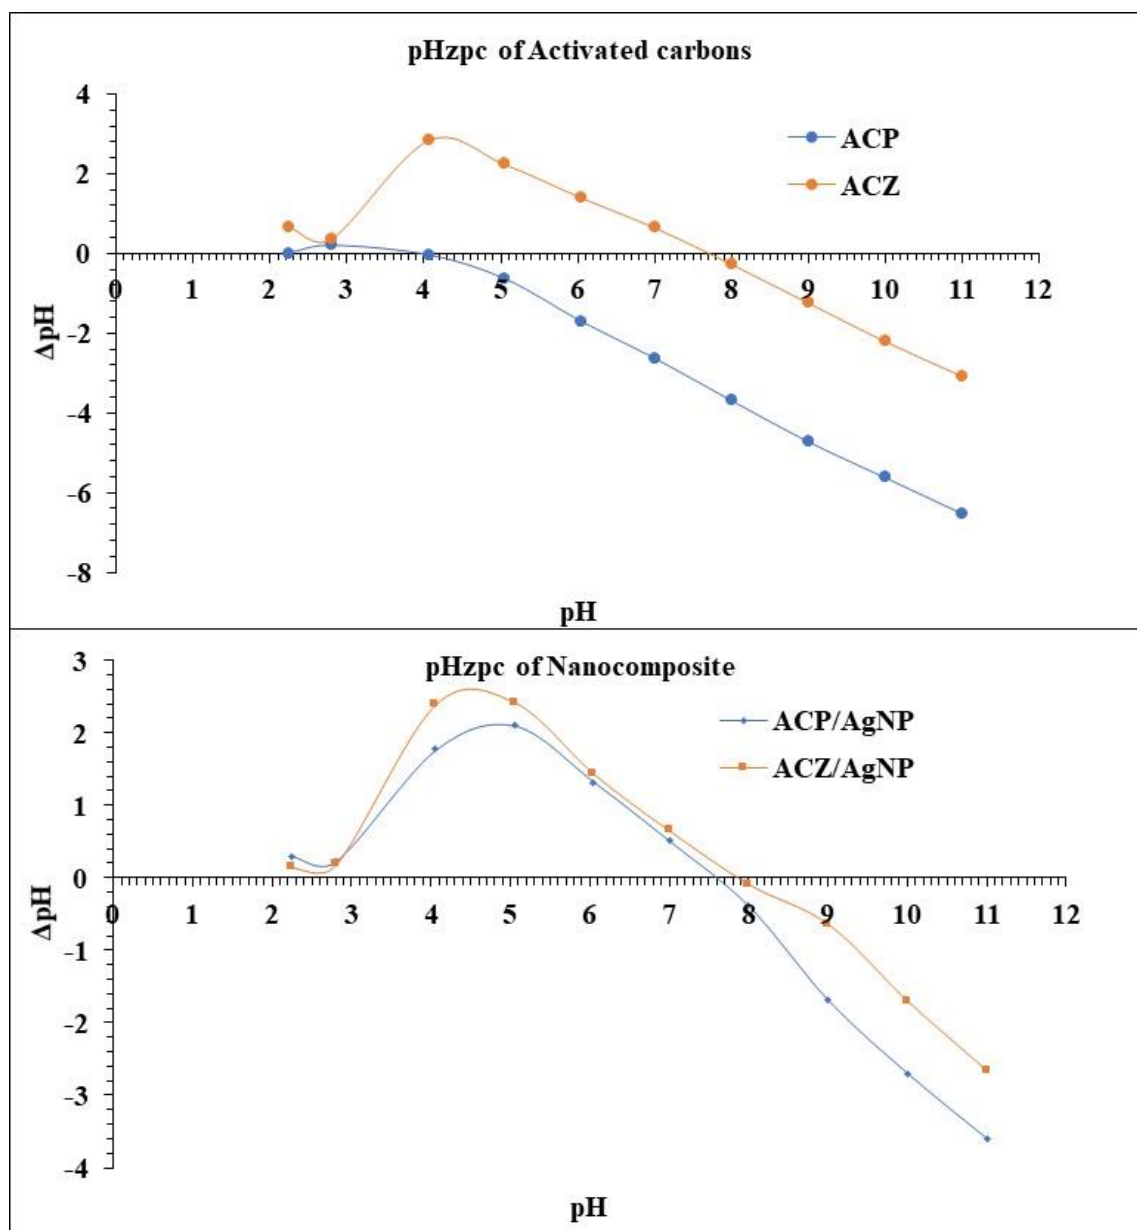 pHzpc of Activated carbons
4
ACP
2
ACZ
0
0 1 2 3 4 5 6 7 8 9 10 11 12
ΔpH
-2
-4
-6
-8
pH
3
pHzpc of Nanocomposite
ACP/AgNP
2
ACZ/AgNP
1
0
0 1 2 3 4 5 6 7 8 9 10 11 12
ΔpH
-1
-2
-3
-4
pH